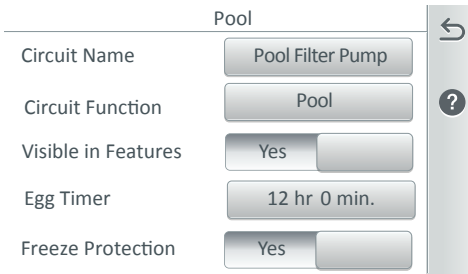 Pool
Circuit Name Pool Filter Pump
Circuit Function Pool
Visible in Features Yes
Egg Timer 12 hr 0 min.
Freeze Protection Yes
?